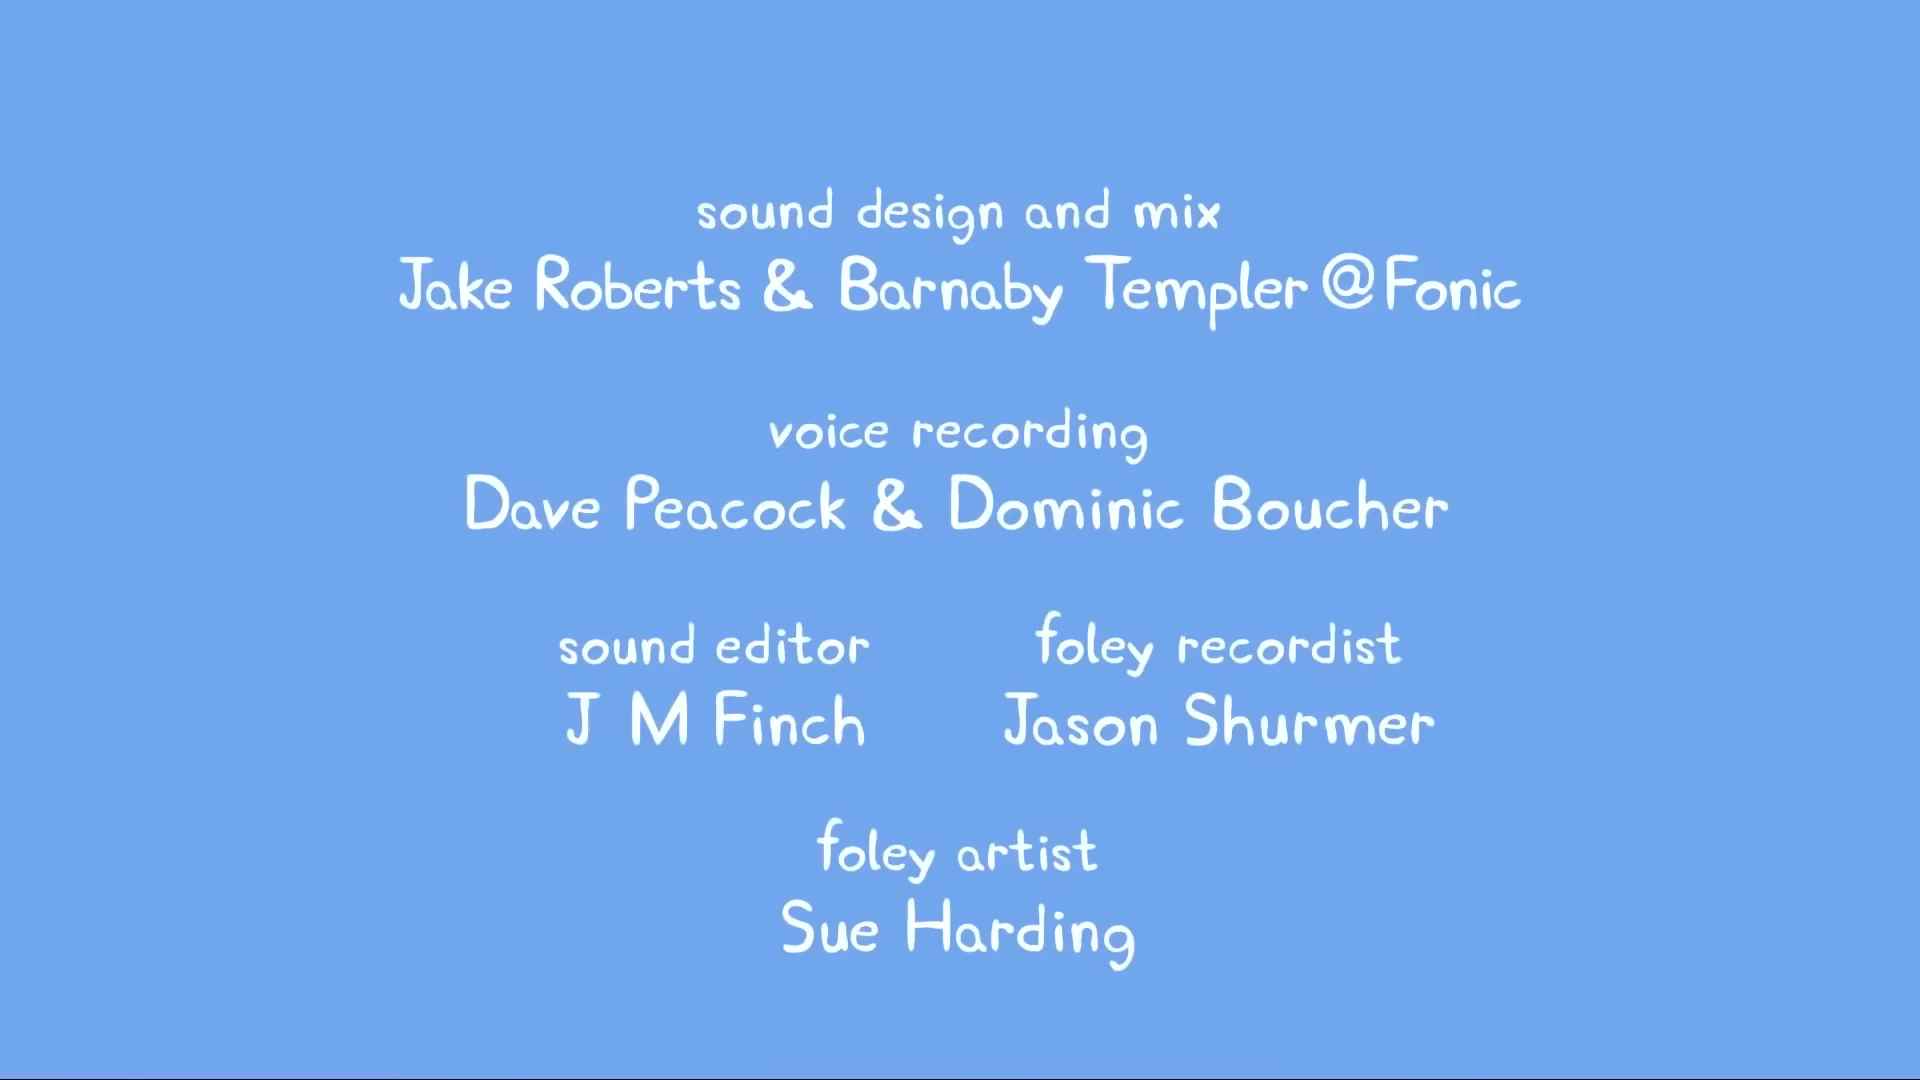 sound design and mix
Jake Roberts & Barnaby Templer @Fonic
voice recording
Dave Peacock & Dominic Boucher
sound editor
J M Finch
foley recordist
Jason Shurmer
foley artist
Sue Harding